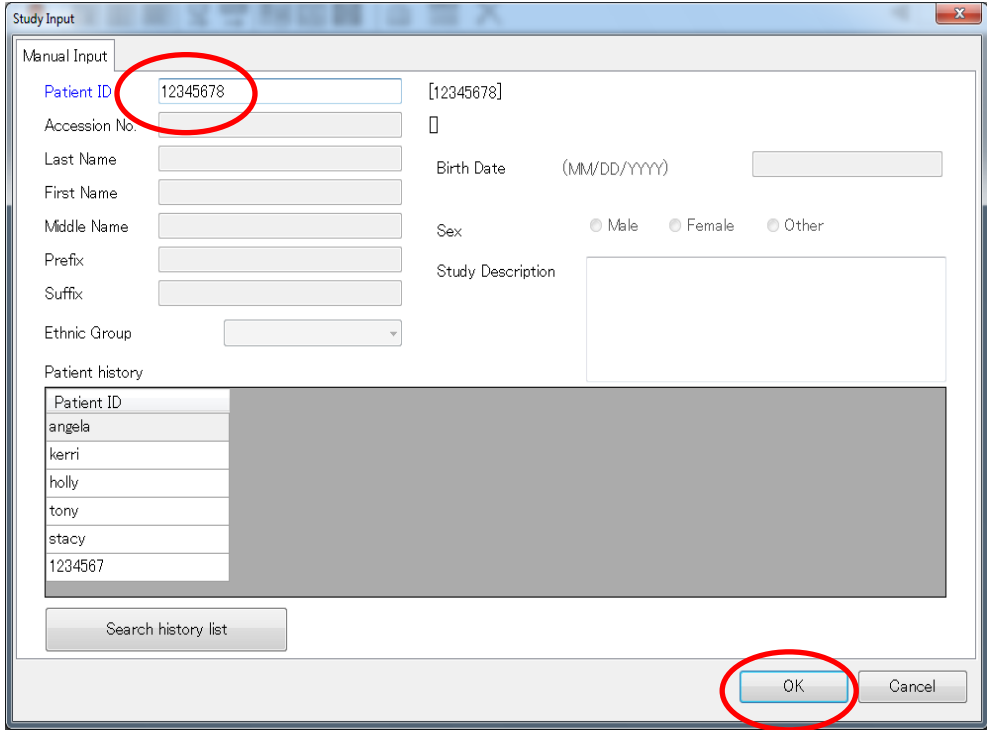 Study Input
x
Manual Input
Patient ID 12345678 [12345678]
Accession No. []
Last Name
Birth Date (MM/DD/YYYY)
First Name
Middle Name
Sex Male Female Other
Prefix
Study Description
Suffix
Ethnic Group
Patient history
Patient ID
angela
kerri
holly
tony
stacy
1234567
Search history list
OK Cancel